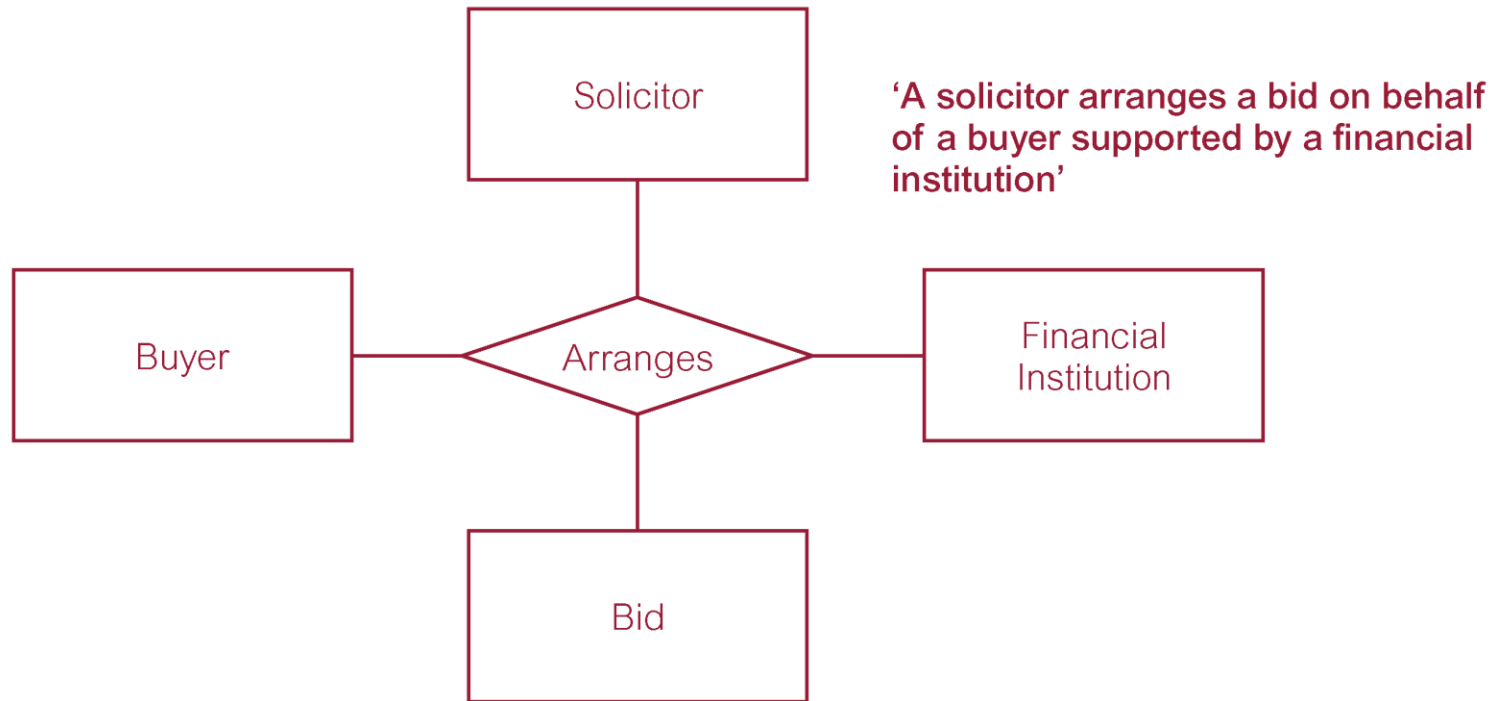 Solicitor
‘A solicitor arranges a bid on behalf
of a buyer supported by a financial
institution’
Buyer
Arranges
Financial
Institution
Bid